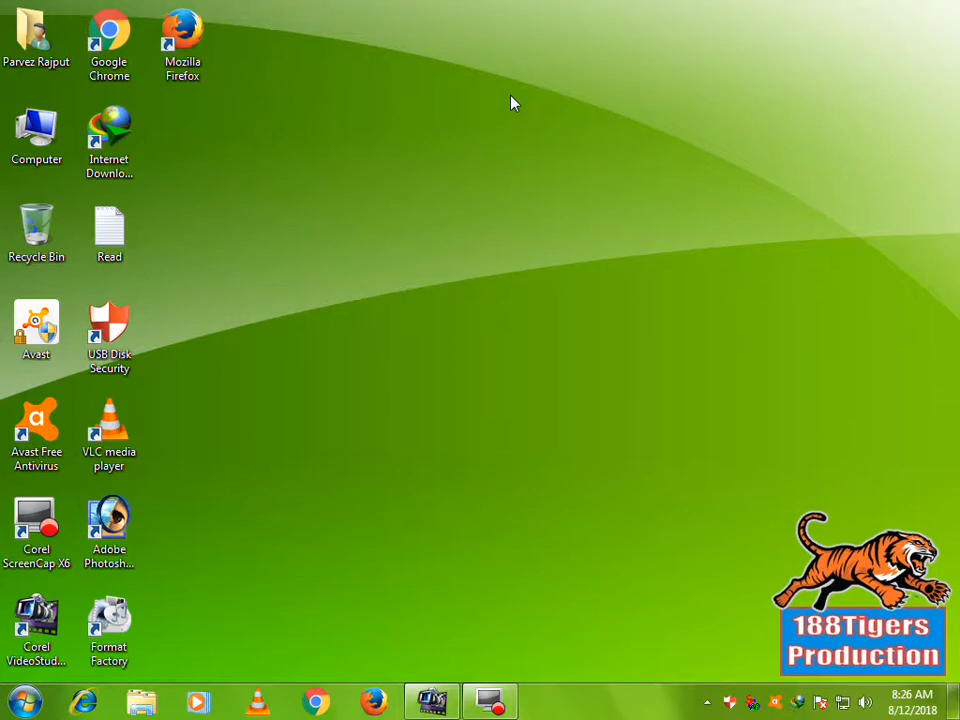 Parvez Rajput
Google
Chrome
Mozilla
Firefox
Computer
Internet
Downlo...
Recycle Bin
Read
Avast
USB Disk
Security
Avast Free
Antivirus
VLC media
player
Corel
ScreenCap X6
Adobe
Photosh...
Corel
VideoStud...
Format
Factory
188Tigers
Production
8:26 AM
8/12/2018